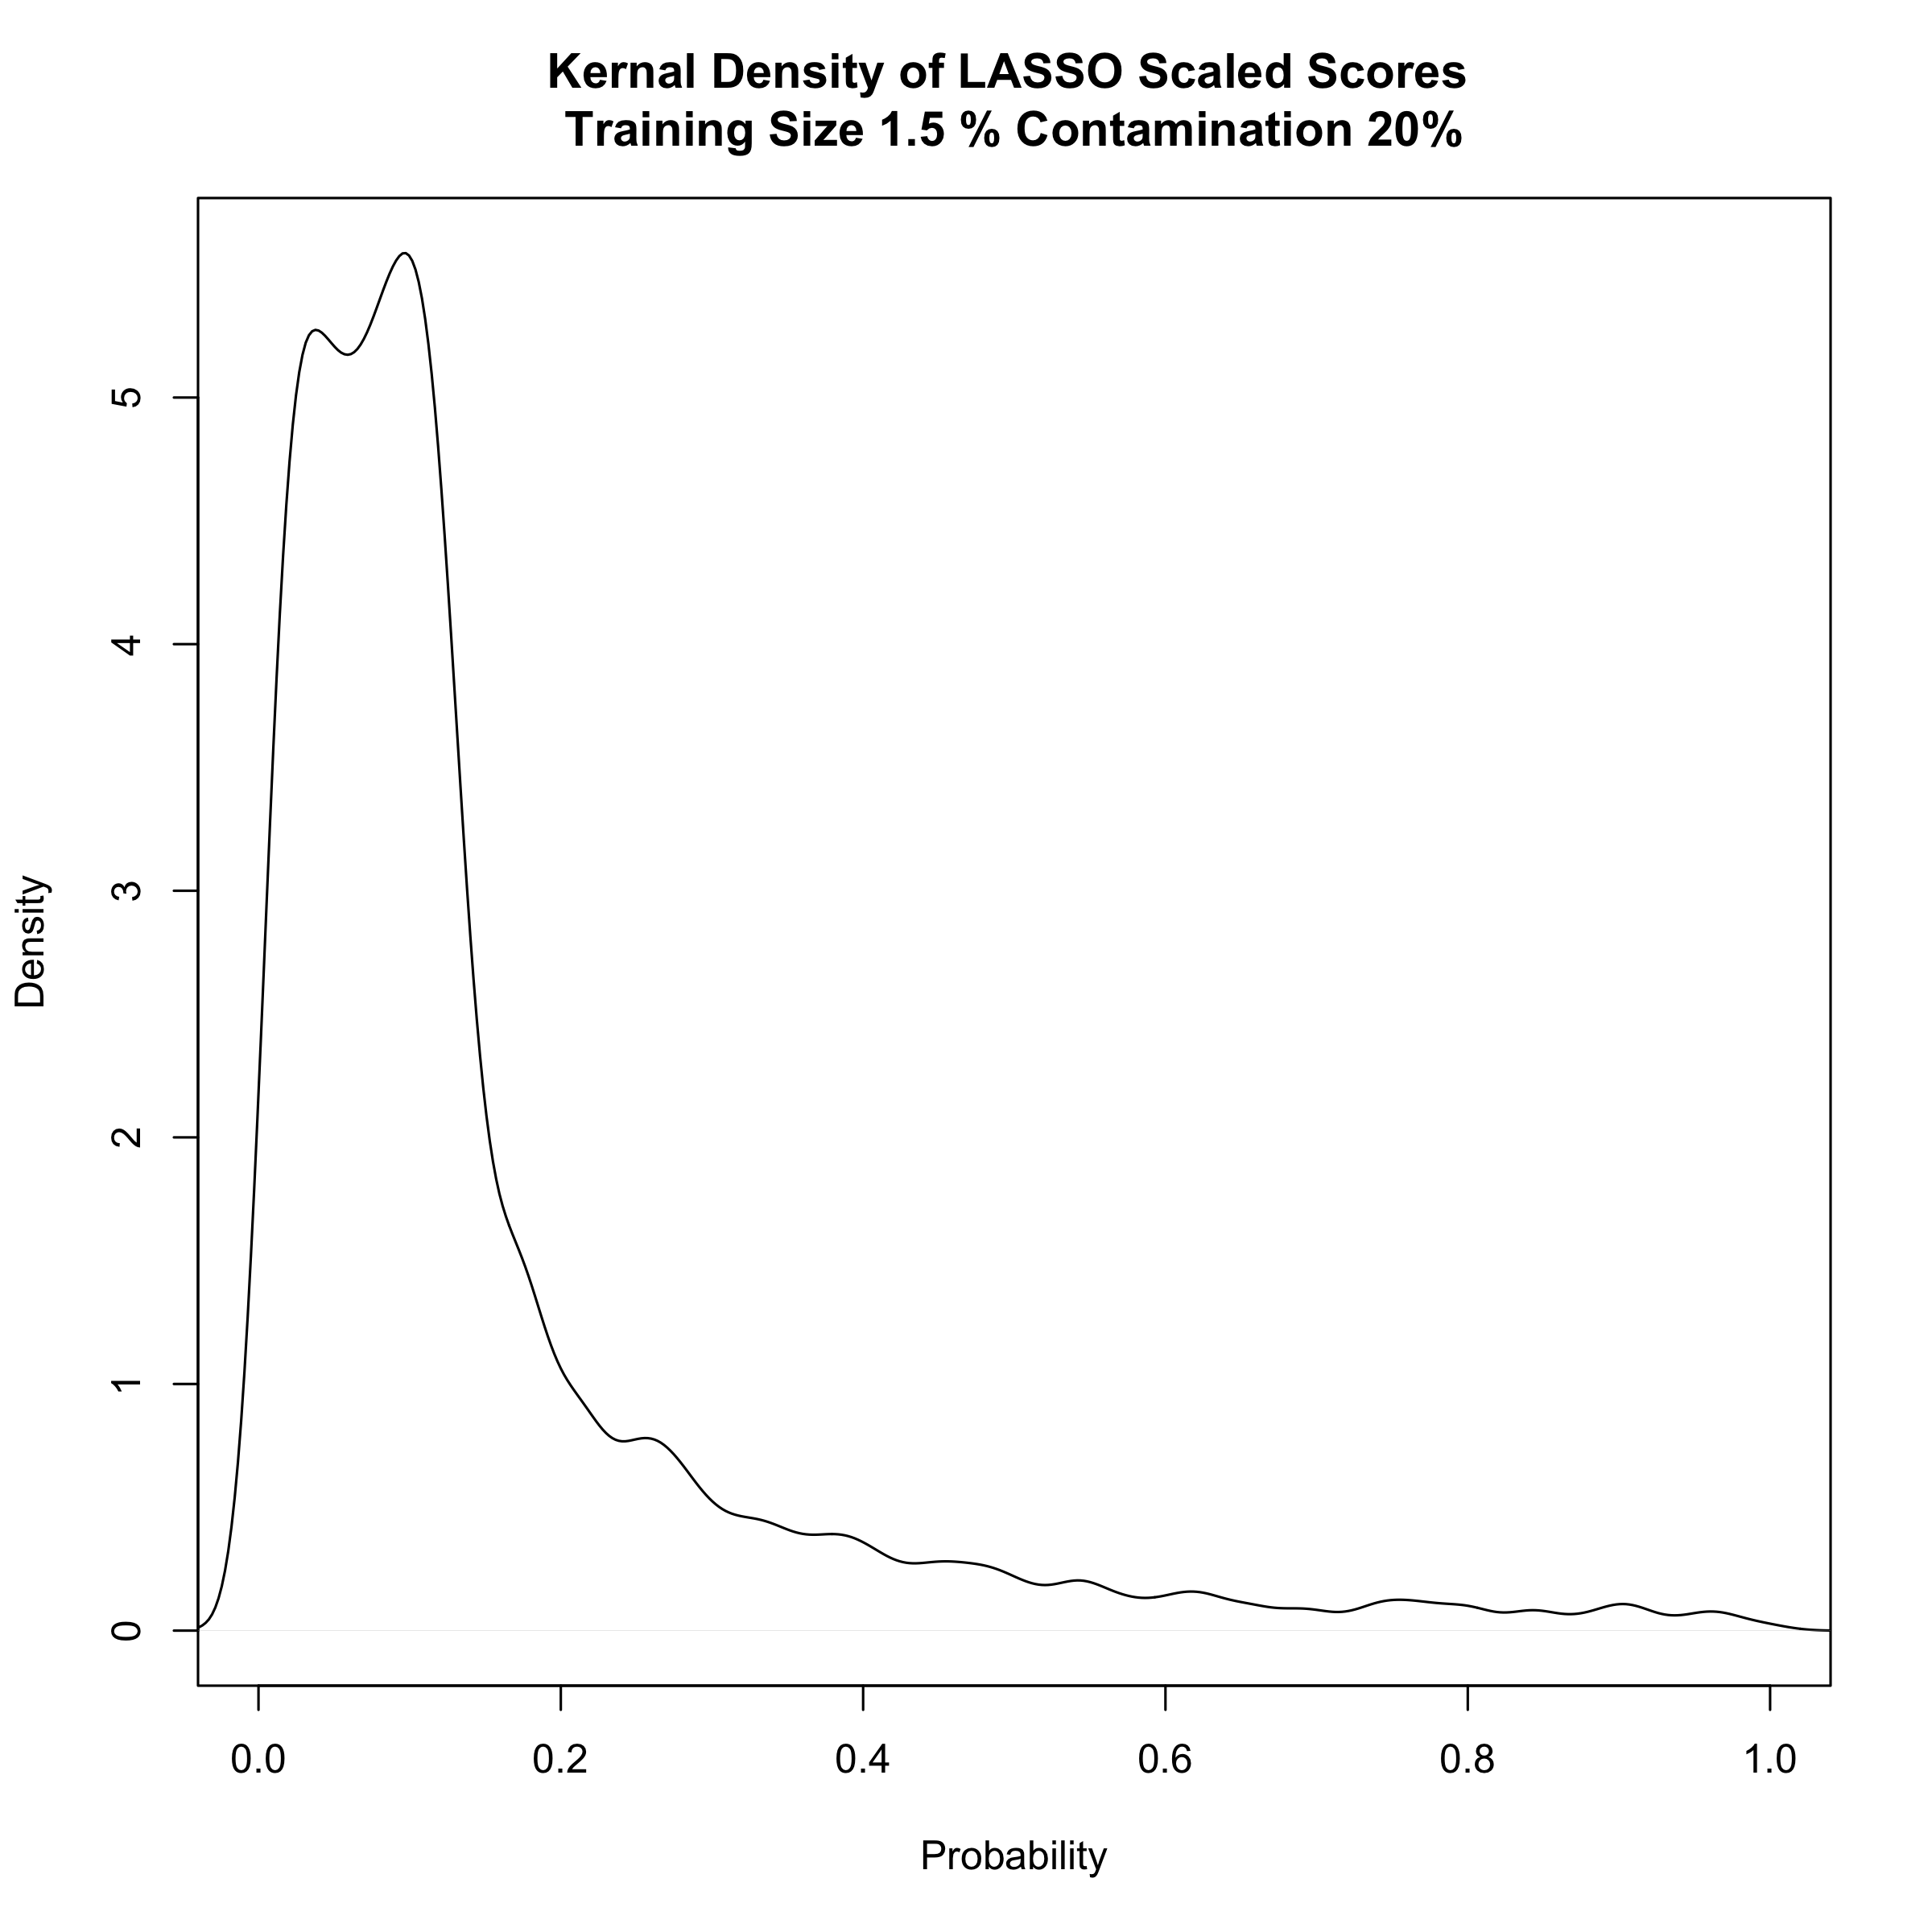 Kernal Density of LASSO Scaled Scores
Training Size 1.5 % Contamination 20%
Density
5
4
3
2
1
0
0.0 0.2 0.4 0.6 0.8 1.0
Probability